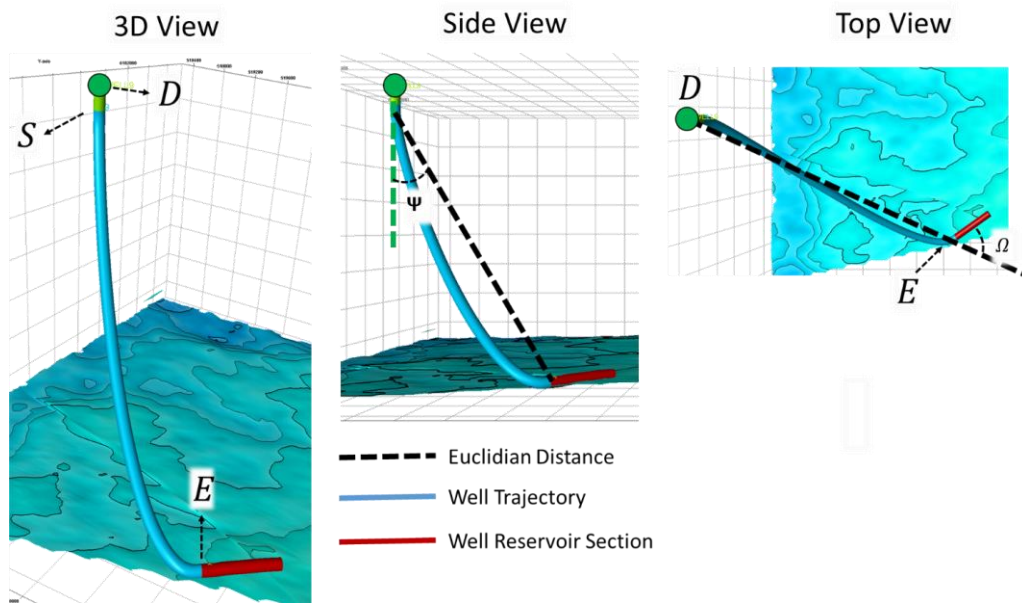 3D View
Side View
Top View
D
S
E
Ψ
D
E
Ω
Euclidian Distance
Well Trajectory
Well Reservoir Section